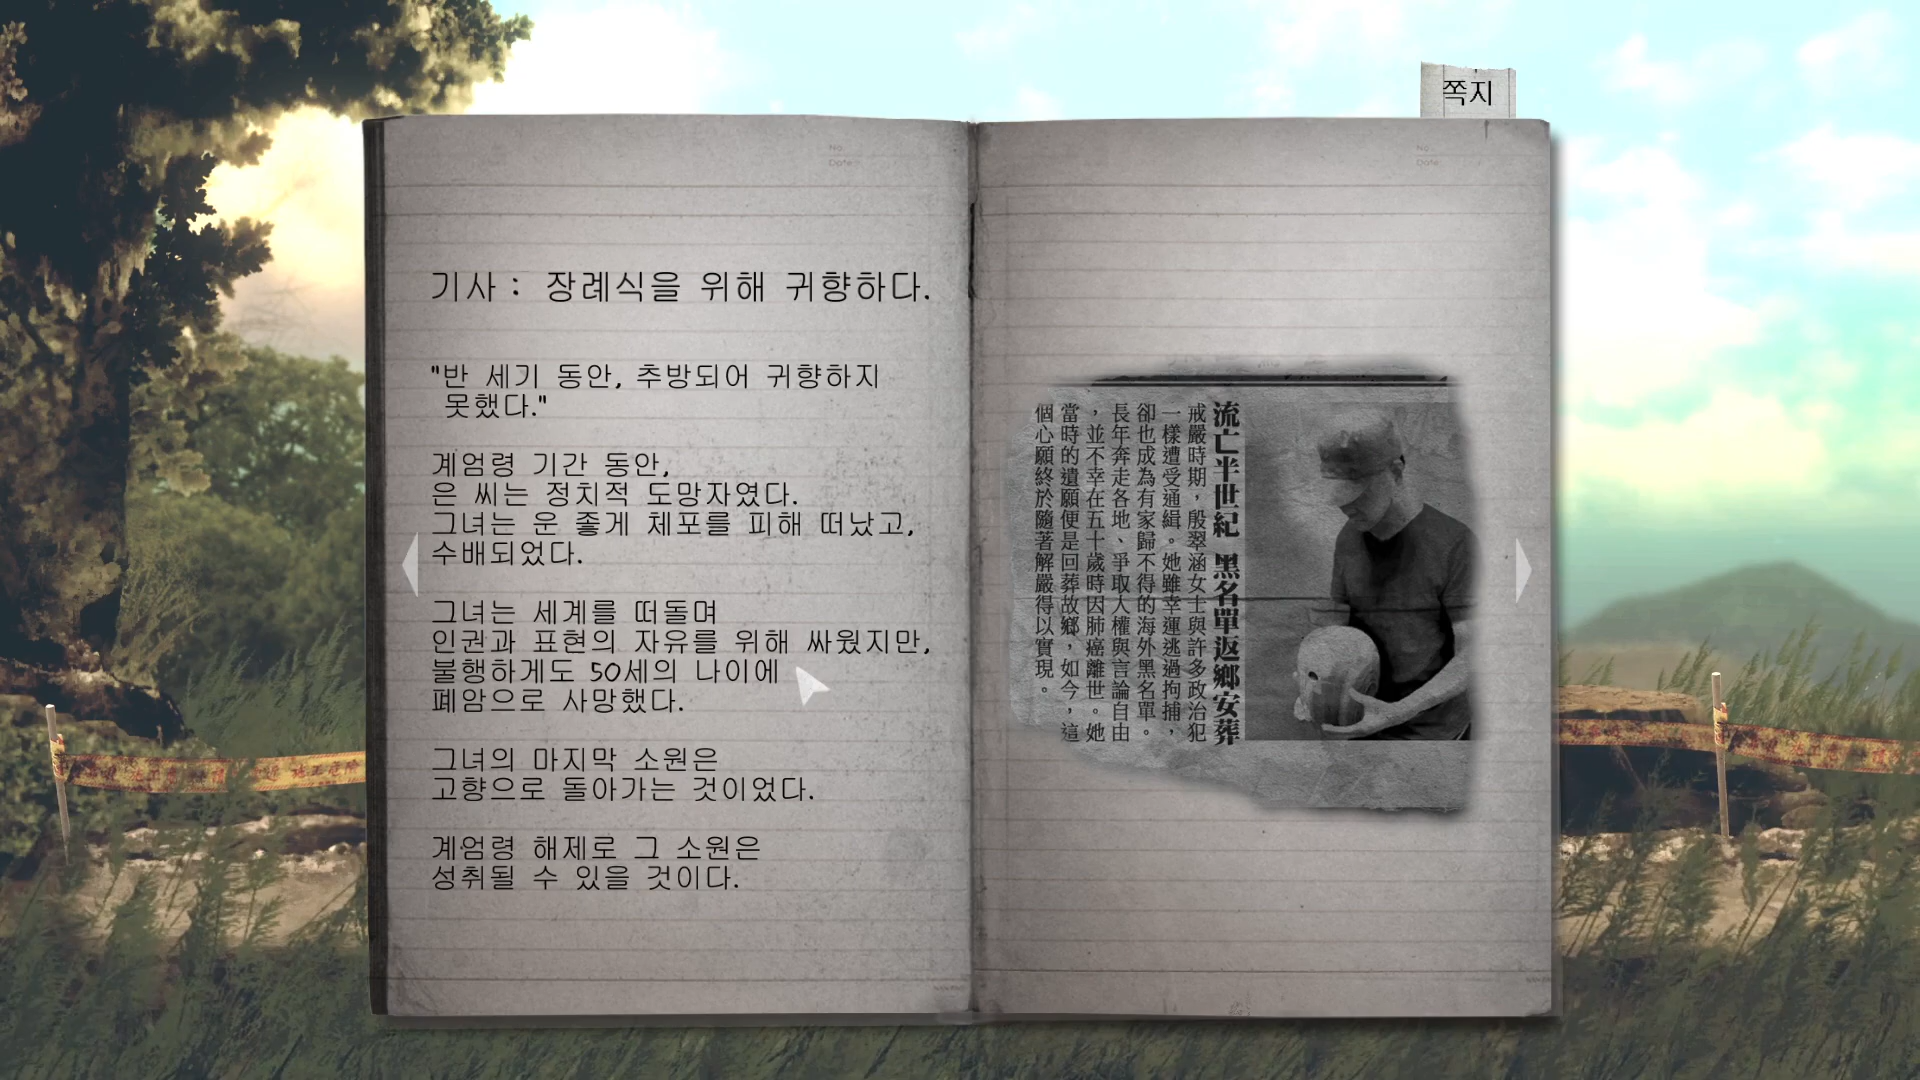 쪽지
No.
Date.
기사 : 장례식을 위해 귀향하다.
"반 세기 동안, 추방되어 귀향하지
못했다."
계엄령 기간 동안,
은 씨는 정치적 도망자였다.
그녀는 운 좋게 체포를 피해 떠났고,
수배되었다.
그녀는 세계를 떠돌며
인권과 표현의 자유를 위해 싸웠지만,
불행하게도 50세의 나이에
폐암으로 사망했다.
그녀의 마지막 소원은
고향으로 돌아가는 것이었다.
계엄령 해제로 그 소원은
성취될 수 있을 것이다.
No.
Date.
流亡半世紀 黑名單返鄉安葬
戒嚴時期，殷翠涵女士與許多政治犯
一樣遭受通緝。她雖幸運逃過拘捕，
卻也成為有家歸不得的海外黑名單。
長年奔走各地、爭取人權與言論自由
，並不幸在五十歲時因肺癌離世。她
當時的遺願便是回葬故鄉，如今，這
個心願終於隨著解嚴得以實現。